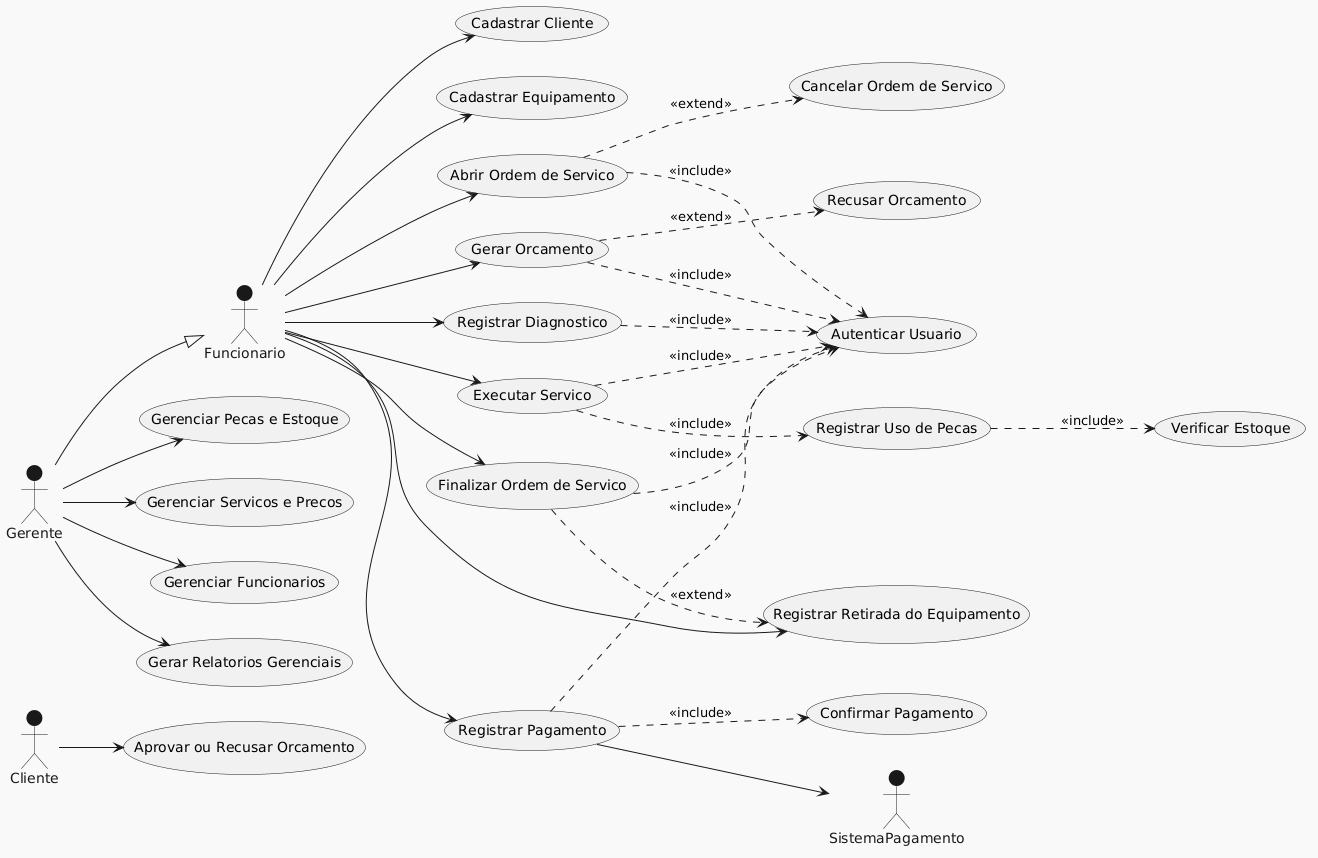 Cadastrar Cliente
Cadastrar Equipamento
Cancelar Ordem de Servico
«extend»
Abrir Ordem de Servico
«include»
Recusar Orcamento
«extend»
Gerar Orcamento
«include»
Registrar Diagnostico
«include»
Autenticar Usuario
Funcionario
«include»
Executar Servico
Gerenciar Pecas e Estoque
«include»
Registrar Uso de Pecas
«include»
Verificar Estoque
«include»
Finalizar Ordem de Servico
Gerenciar Servicos e Precos
«include»
Gerente
Gerenciar Funcionarios
«extend»
Registrar Retirada do Equipamento
Gerar Relatorios Gerenciais
«include»
Confirmar Pagamento
Registrar Pagamento
Aprovar ou Recusar Orcamento
Cliente
SistemaPagamento